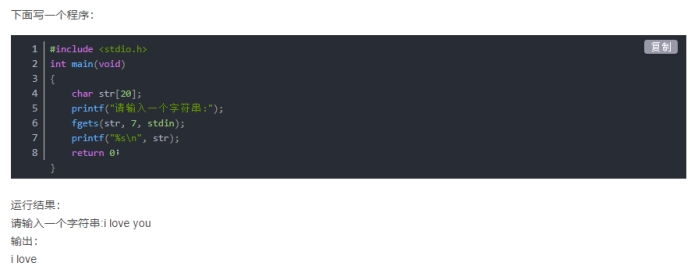 下面写一个程序：
复制
1 #include <stdio.h>
2 int main(void)
3 {
4 char str[20];
5 printf("请输入一个字符串:");
6 fgets(str, 7, stdin);
7 printf("%s\n", str);
8 return 0;
}
运行结果：
请输入一个字符串:i love you
输出：
i love